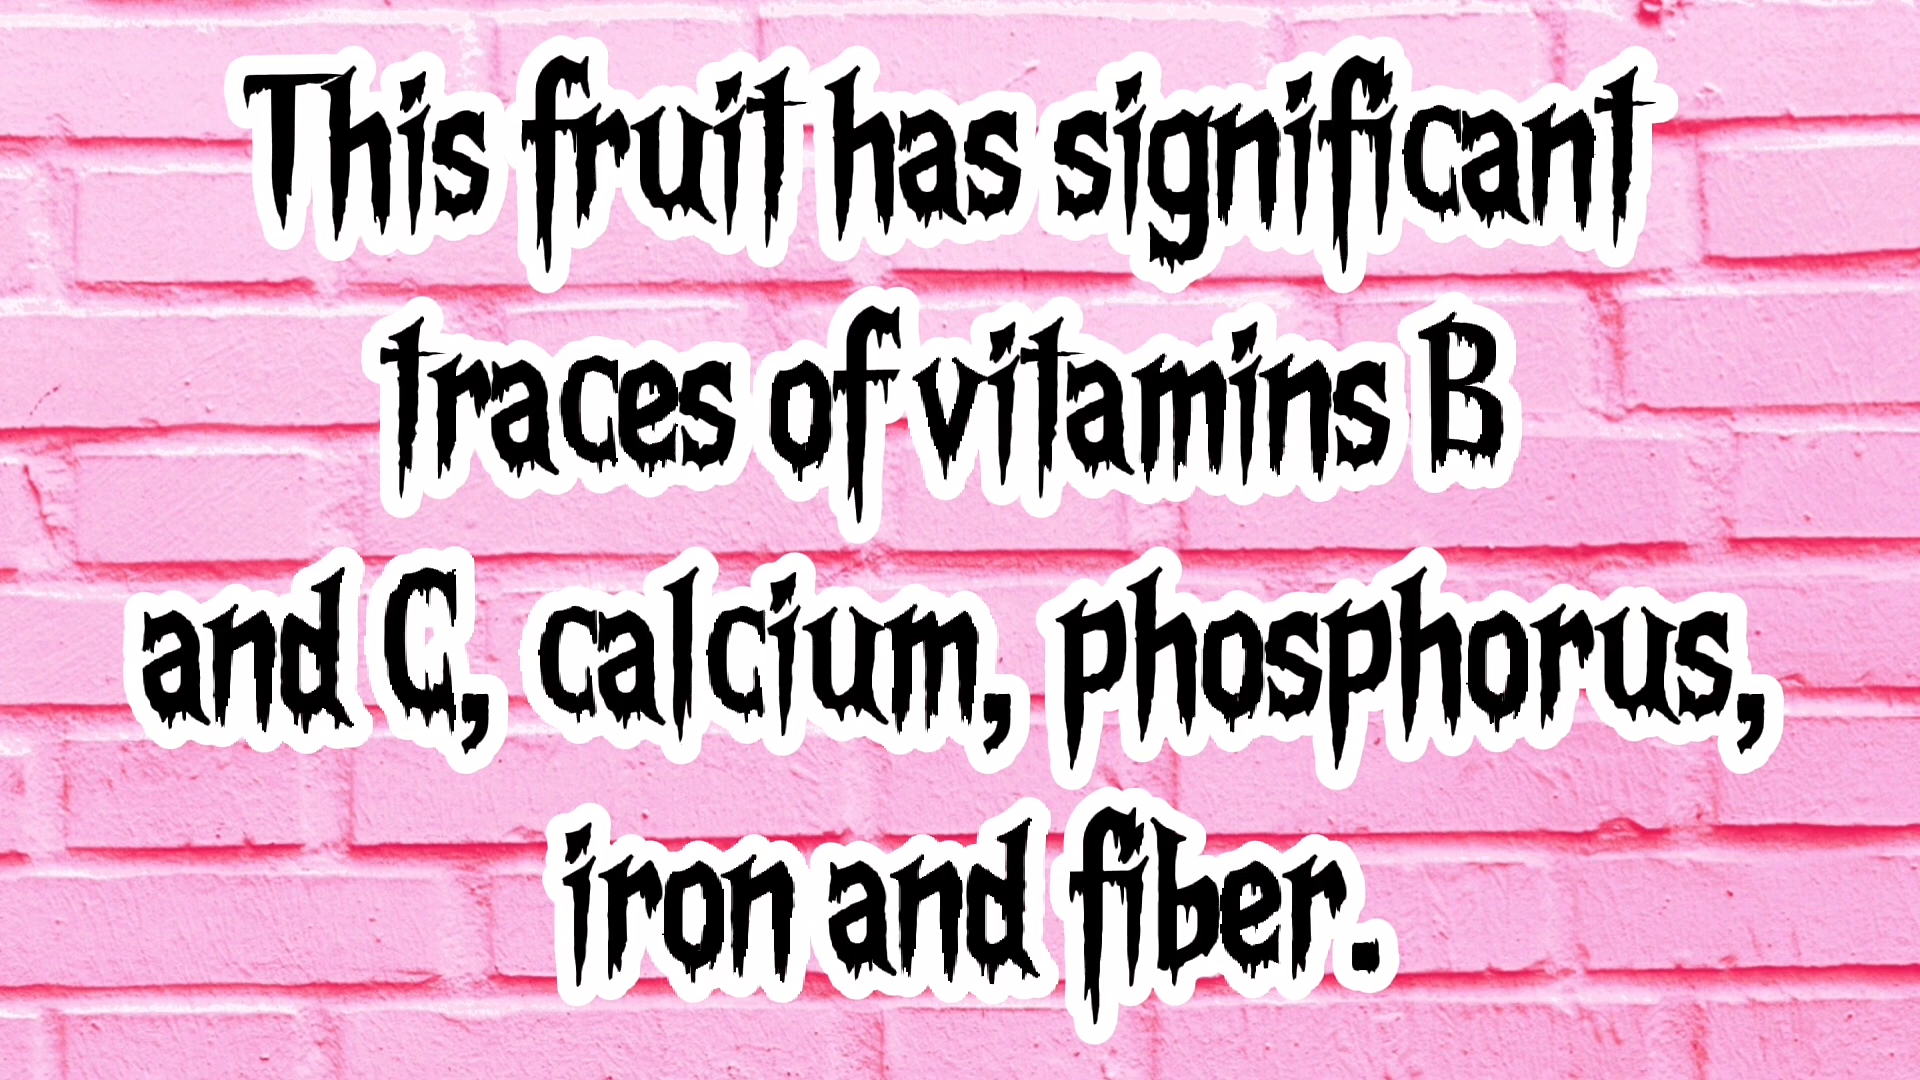 This fruit has significant
traces of vitamins B
and C, calcium, phosphorus,
iron and fiber.